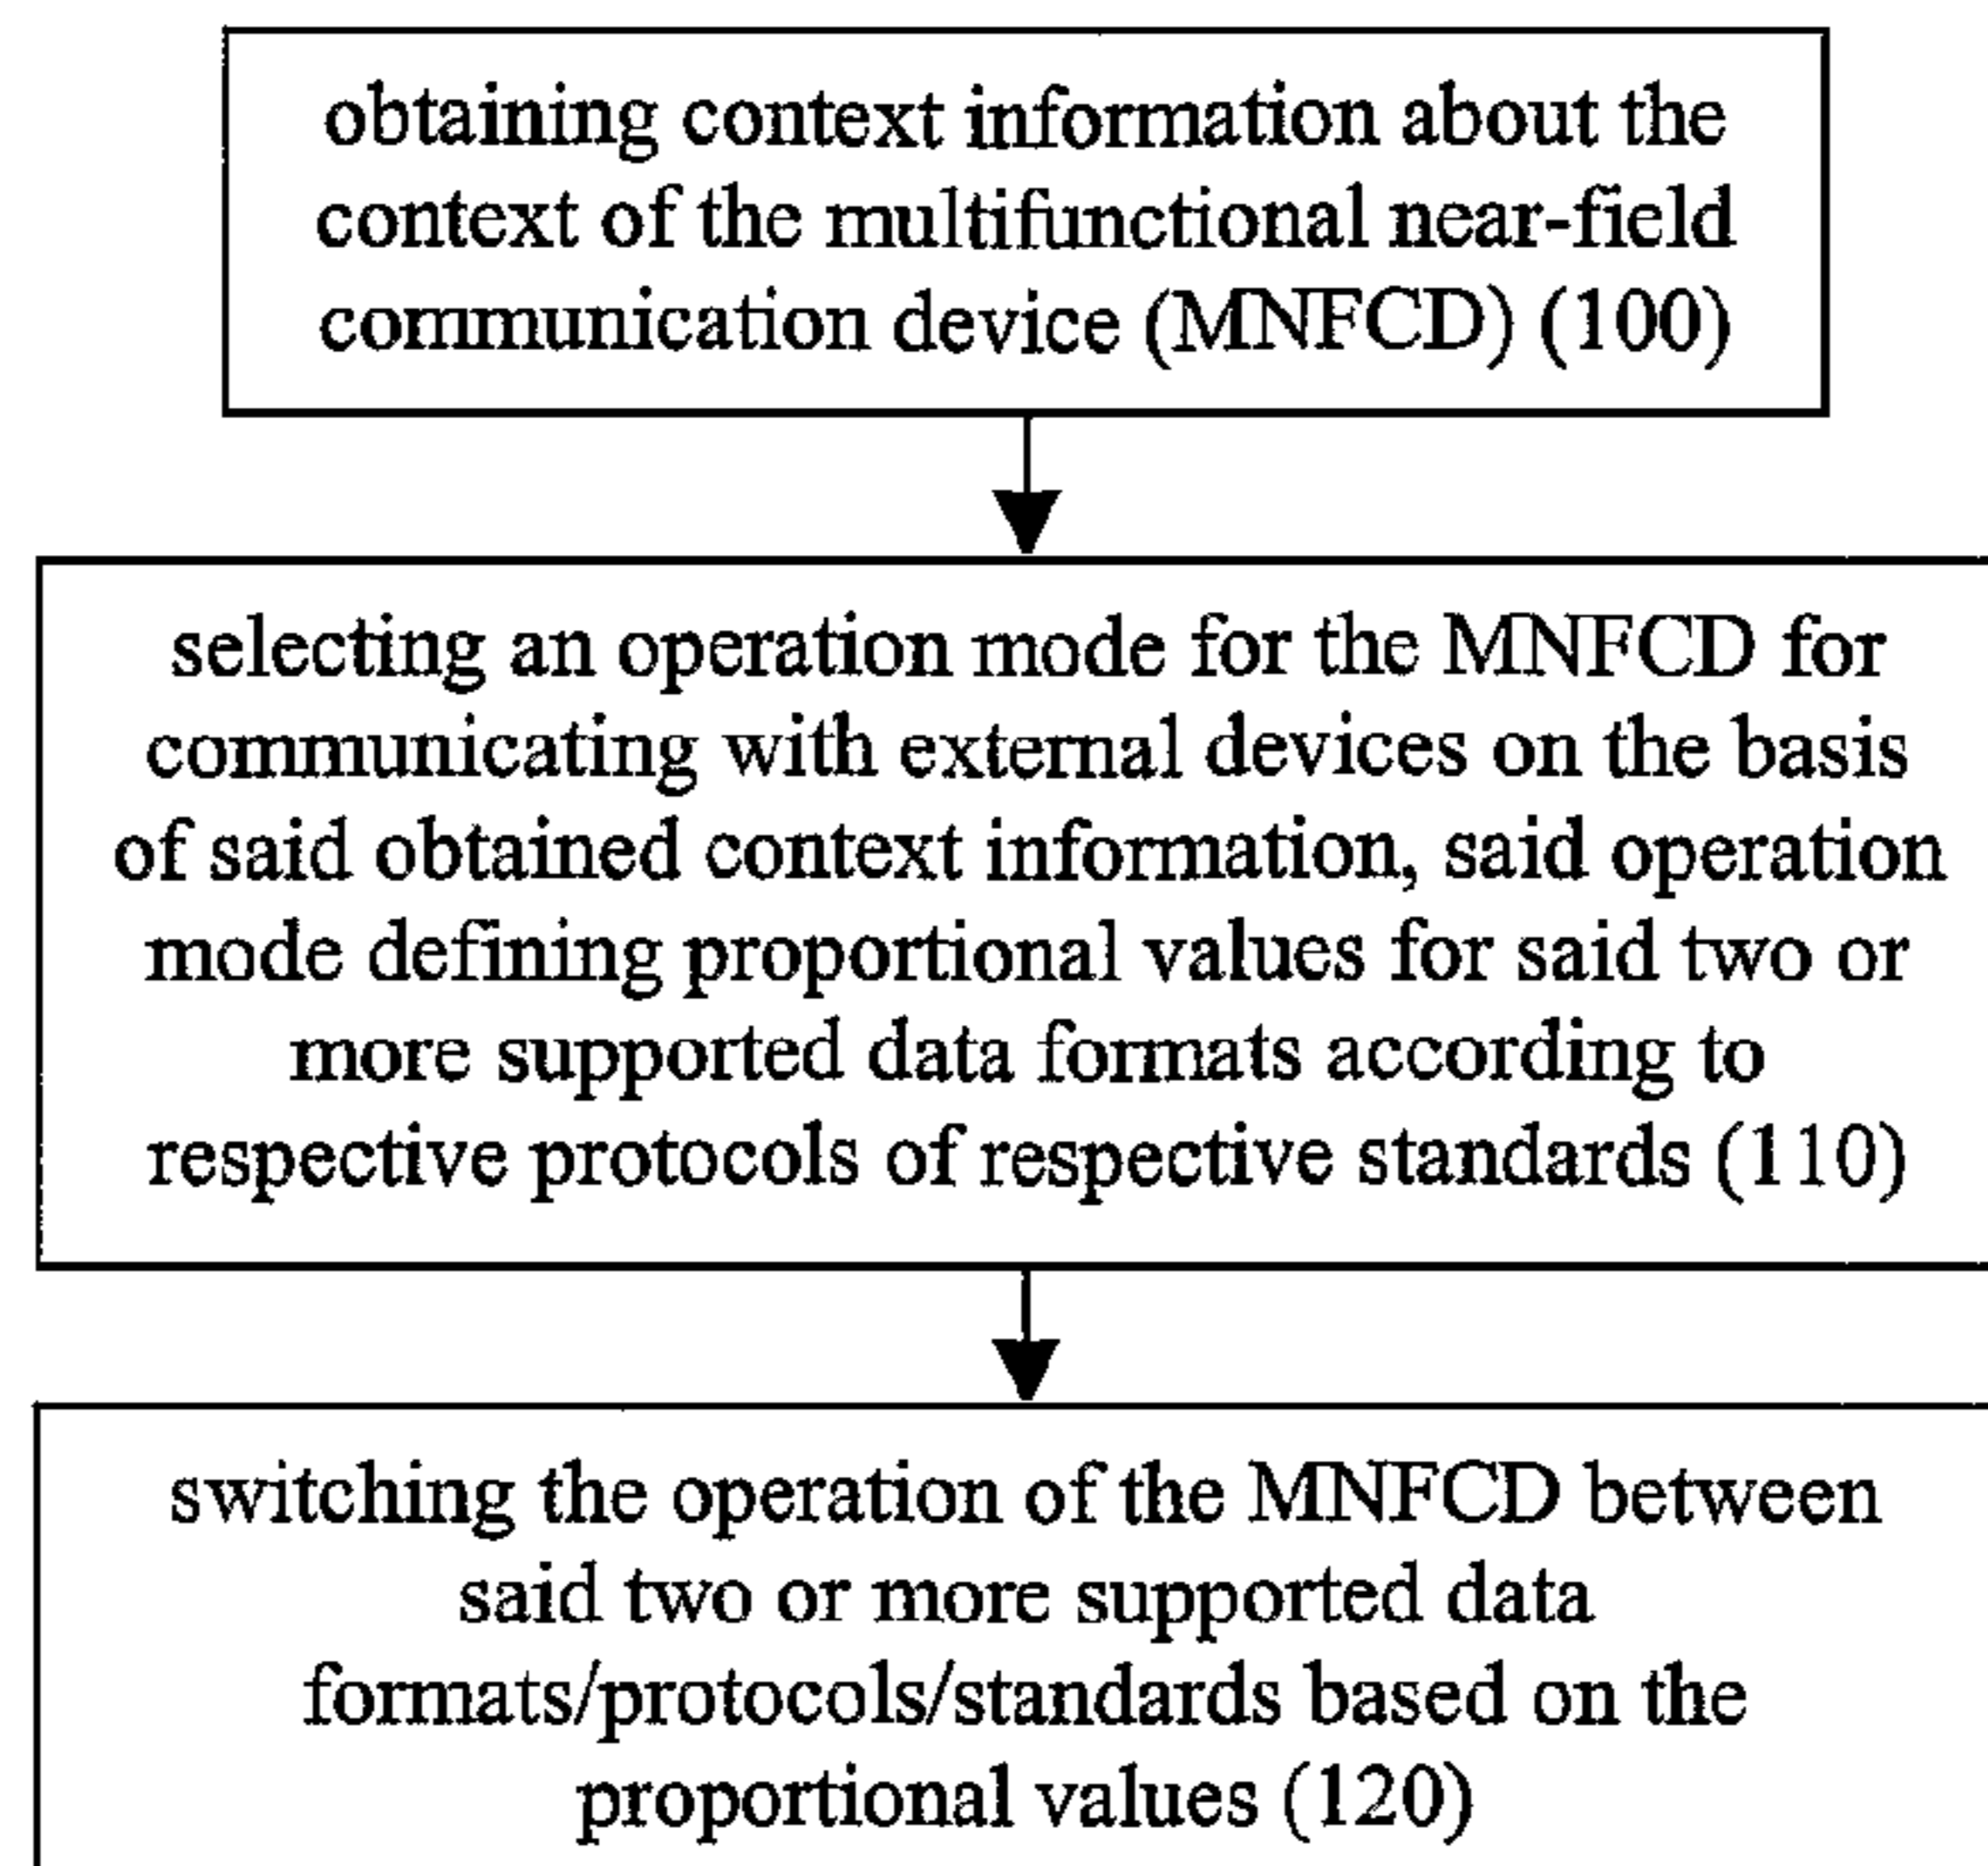 obtaining context information about the
context of the multifunctional near-field
communication device (MNFCD) (100)
selecting an operation mode for the MNFCD for
communicating with external devices on the basis
of said obtained context information, said operation
mode defining proportional values for said two or
more supported data formats according to
respective protocols of respective standards (110)
switching the operation of the MNFCD between
said two or more supported data
formats/protocols/standards based on the
proportional values (120)